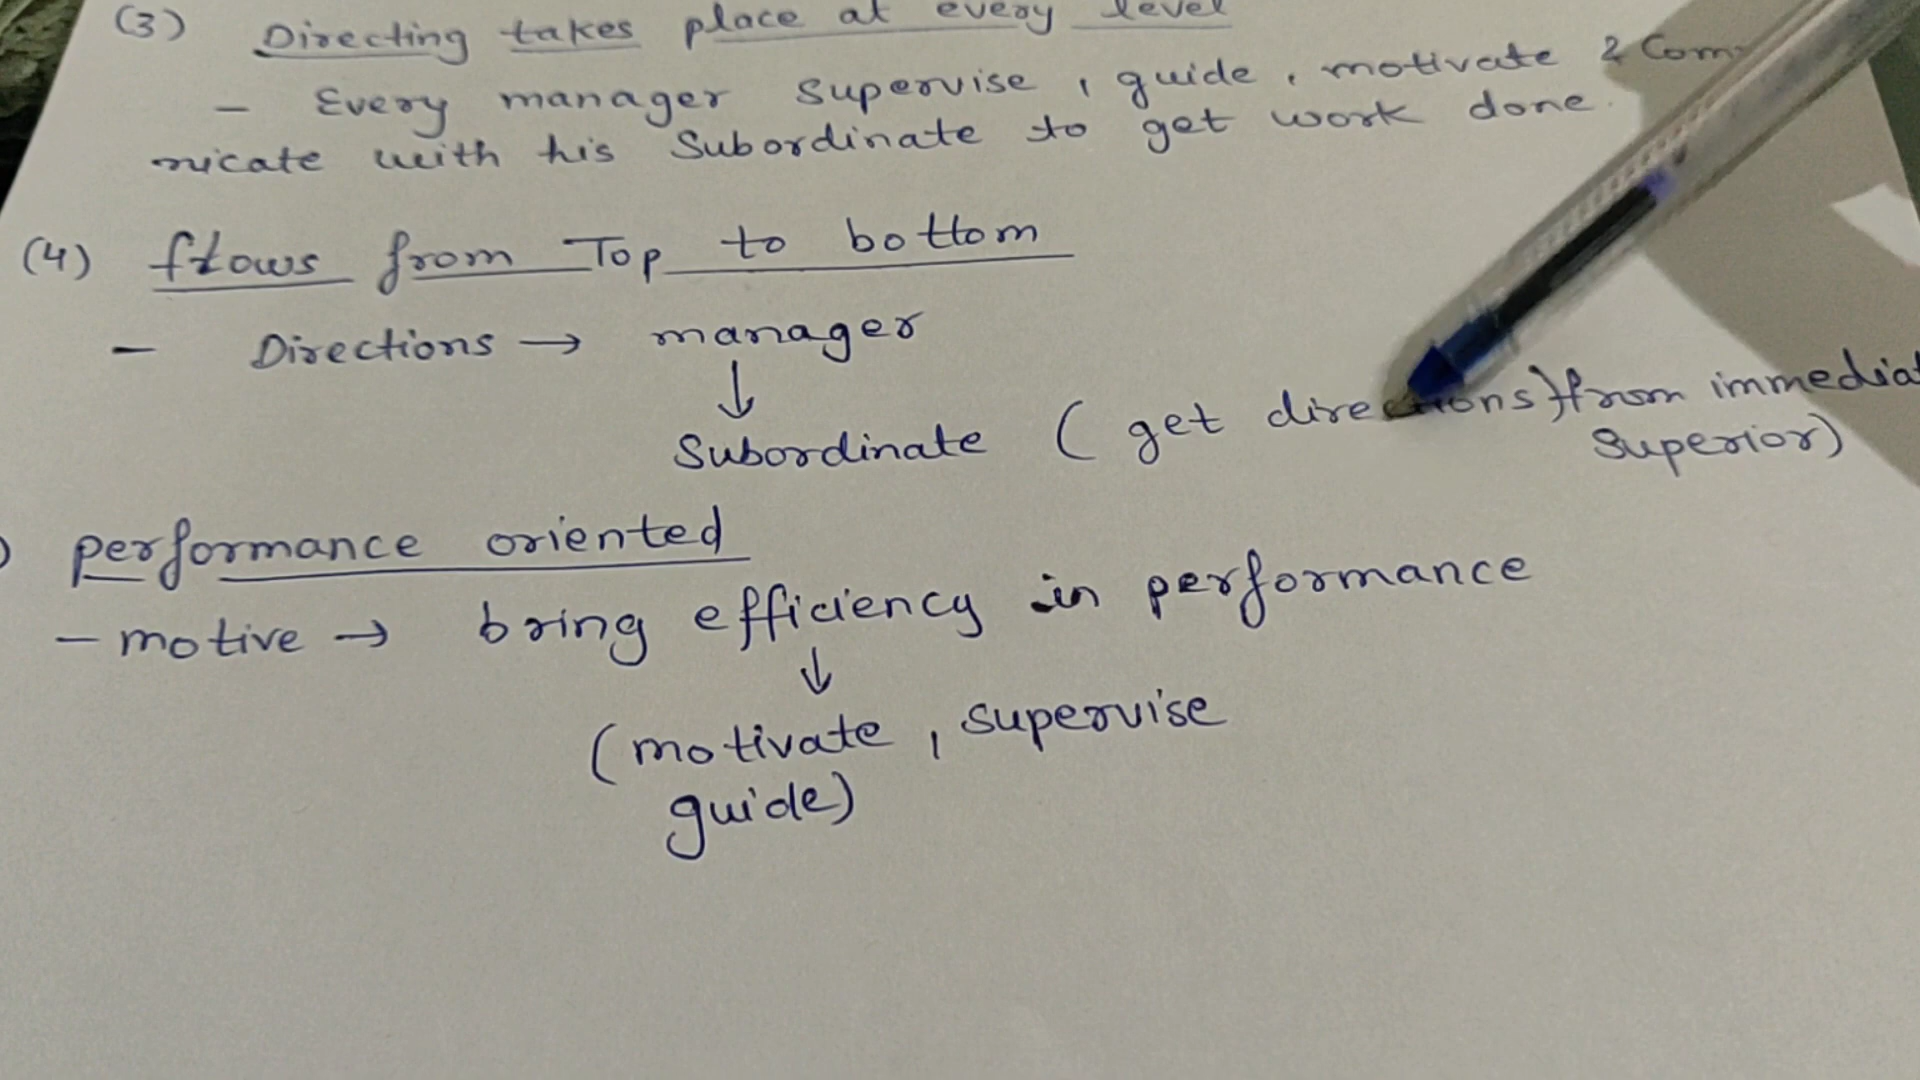 (3) Directing takes place at every level
- Every manager supervise, guide, motivate & Com
nicate with his Subordinate to get work done.
(4) flows from Top to bottom
- Directions → manager
↓
Subordinate ( get directions) from immediat
Superior)
) performance oriented
- motive → bring efficiency in performance
↓
(motivate, supervise
guide)